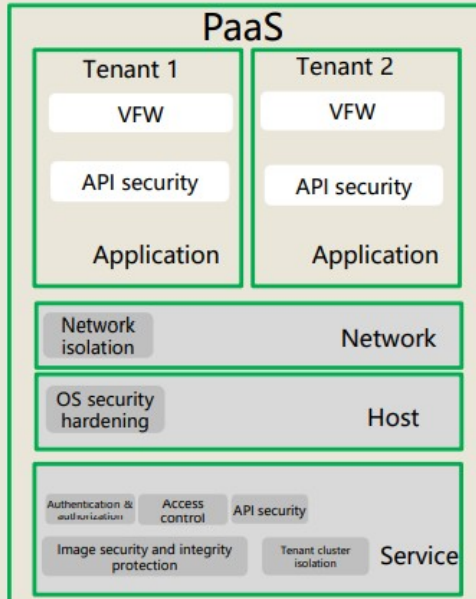 PaaS
Tenant 1
VFW
API security
Application
Tenant 2
VFW
API security
Application
Network
isolation
Network
OS security
hardening
Host
Authentication &
authorization
Access
control
API security
Image security and integrity
protection
Tenant cluster
isolation
Service